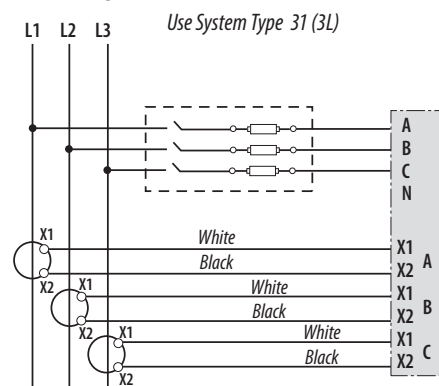 Use System Type 31 (3L)
L1 L2 L3
A
B
C
N
X1 White X1
Black X2 A
X2 X1 White X1
Black X2 B
X2 X1 White X1
Black X2 C
X2